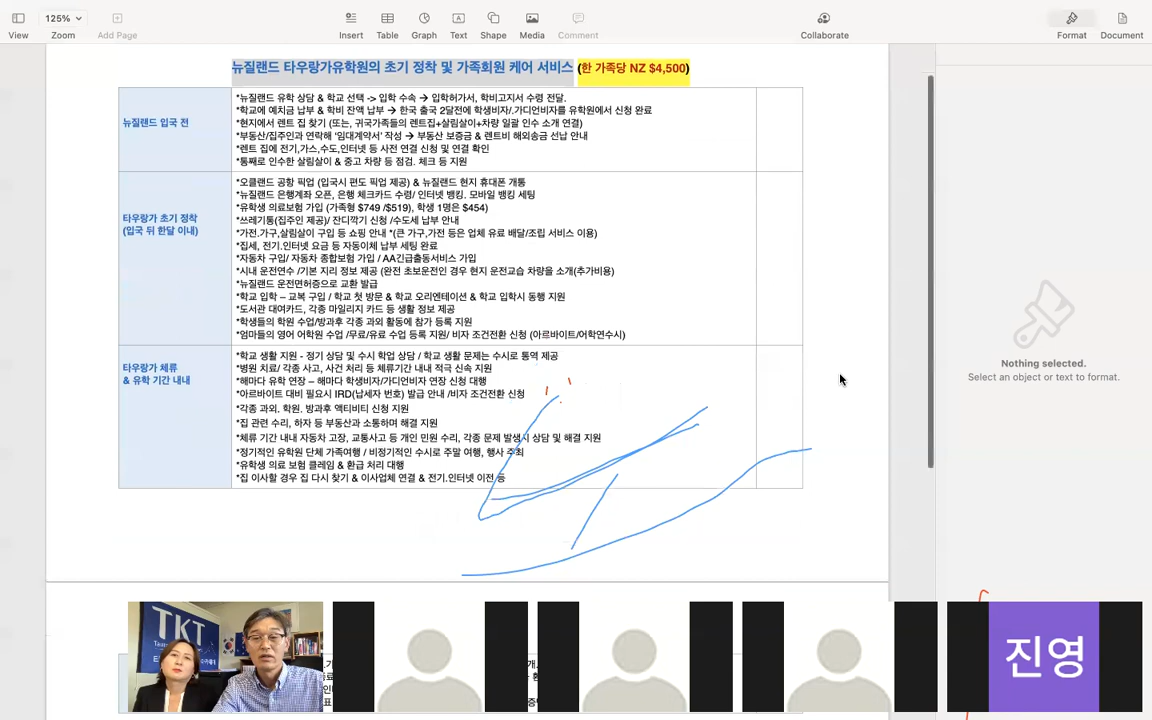 125%
View
Zoom
Add Page
Insert
Table
Graph
Text
Shape
Media
Comment
Collaborate
Format
Document
뉴질랜드 타우랑가유학원의 초기 정착 및 가족회원 케어 서비스 (한 가족당 NZ $4,500)
뉴질랜드 입국 전
*뉴질랜드 유학 상담 & 학교 선택 -> 입학 수속 → 입학허가서, 학비고지서 수령 전달.
*학교에 예치금 납부 & 학비 잔액 납부 → 한국 출국 2달전에 학생비자/.가디언비자를 유학원에서 신청 완료
*현지에서 렌트 집 찾기 (또는, 귀국가족들의 렌트집+살림살이+차량 일괄 인수 소개 연결)
*부동산/집주인과 연락해 '임대계약서' 작성 → 부동산 보증금 & 렌트비 해외송금 선납 안내
*렌트 집에 전기,가스,수도,인터넷 등 사전 연결 신청 및 연결 확인
*통째로 인수한 살림살이 & 중고 차량 등 점검. 체크 등 지원
타우랑가 초기 정착
(입국 뒤 한달 이내)
*오클랜드 공항 픽업 (입국시 편도 픽업 제공) & 뉴질랜드 현지 휴대폰 개통
*뉴질랜드 은행계좌 오픈, 은행 체크카드 수령/ 인터넷 뱅킹. 모바일 뱅킹 세팅
*유학생 의료보험 가입 (가족형 $749 /$519), 학생 1명은 $454)
*쓰레기통(집주인 제공)/ 잔디깍기 신청 /수도세 납부 안내
*가전.가구,살림살이 구입 등 쇼핑 안내 *(큰 가구,가전 등은 업체 유료 배달/조립 서비스 이용)
*집세, 전기.인터넷 요금 등 자동이체 납부 세팅 완료
*자동차 구입/ 자동차 종합보험 가입 / AA긴급출동서비스 가입
*시내 운전연수 /기본 지리 정보 제공 (완전 초보운전인 경우 현지 운전교습 차량을 소개(추가비용)
*뉴질랜드 운전면허증으로 교환 발급
*학교 입학 – 교복 구입 / 학교 첫 방문 & 학교 오리엔테이션 & 학교 입학시 동행 지원
*도서관 대여카드, 각종 마일리지 카드 등 생활 정보 제공
*학생들의 학원 수업/방과후 각종 과외 활동에 참가 등록 지원
*엄마들의 영어 어학원 수업 /무료/유료 수업 등록 지원/ 비자 조건전환 신청 (아르바이트/어학연수시)
타우랑가 체류
& 유학 기간 내내
*학교 생활 지원 - 정기 상담 및 수시 학업 상담 / 학교 생활 문제는 수시로 통역 제공
*병원 치료/ 각종 사고, 사건 처리 등 체류기간 내내 적극 신속 지원
*해마다 유학 연장 – 해마다 학생비자/가디언비자 연장 신청 대행
*아르바이트 대비 필요시 IRD(납세자 번호) 발급 안내 /비자 조건전환 신청
*각종 과외, 학원. 방과후 액티비티 신청 지원
*집 관련 수리, 하자 등 부동산과 소통하며 해결 지원
*체류 기간 내내 자동차 고장, 교통사고 등 개인 민원 수리, 각종 문제 발생시 상담 및 해결 지원
*정기적인 유학원 단체 가족여행 / 비정기적인 수시로 주말 여행, 행사 주최
*유학생 의료 보험 클레임 & 환급 처리 대행
*집 이사할 경우 집 다시 찾기 & 이사업체 연결 & 전기.인터넷 이전 등
Nothing selected.
Select an object or text to format.
TKT
진영